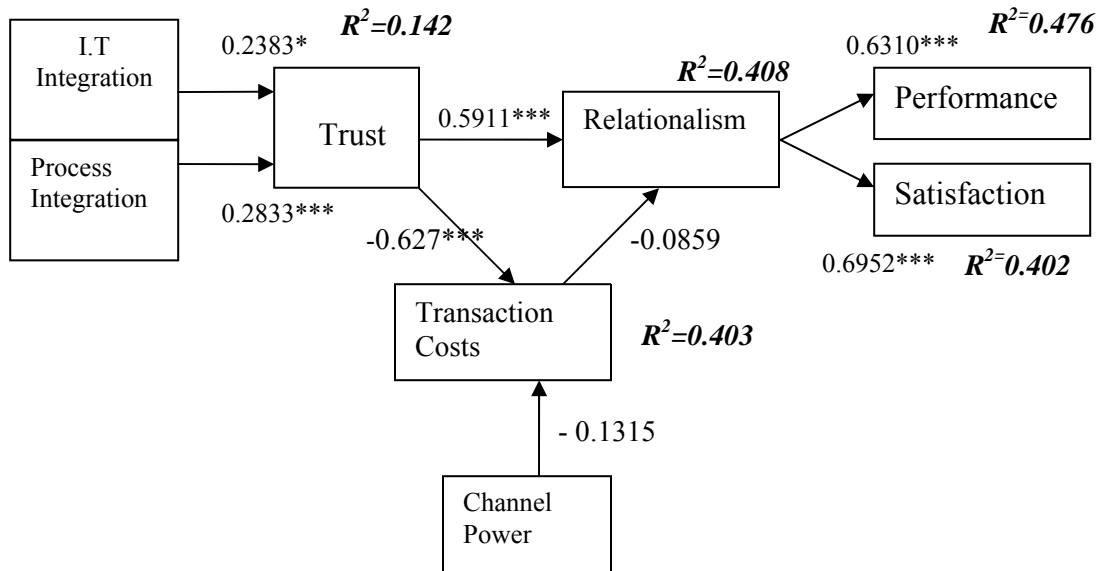 I.T
Integration
0.2383*
R²=0.142
R²⁼0.476
0.6310***
R²=0.408
Performance
Trust
0.5911***
Relationalism
Process
Integration
Satisfaction
0.2833***
-0.627***
-0.0859
0.6952***
R²⁼0.402
Transaction
Costs
R²=0.403
- 0.1315
Channel
Power